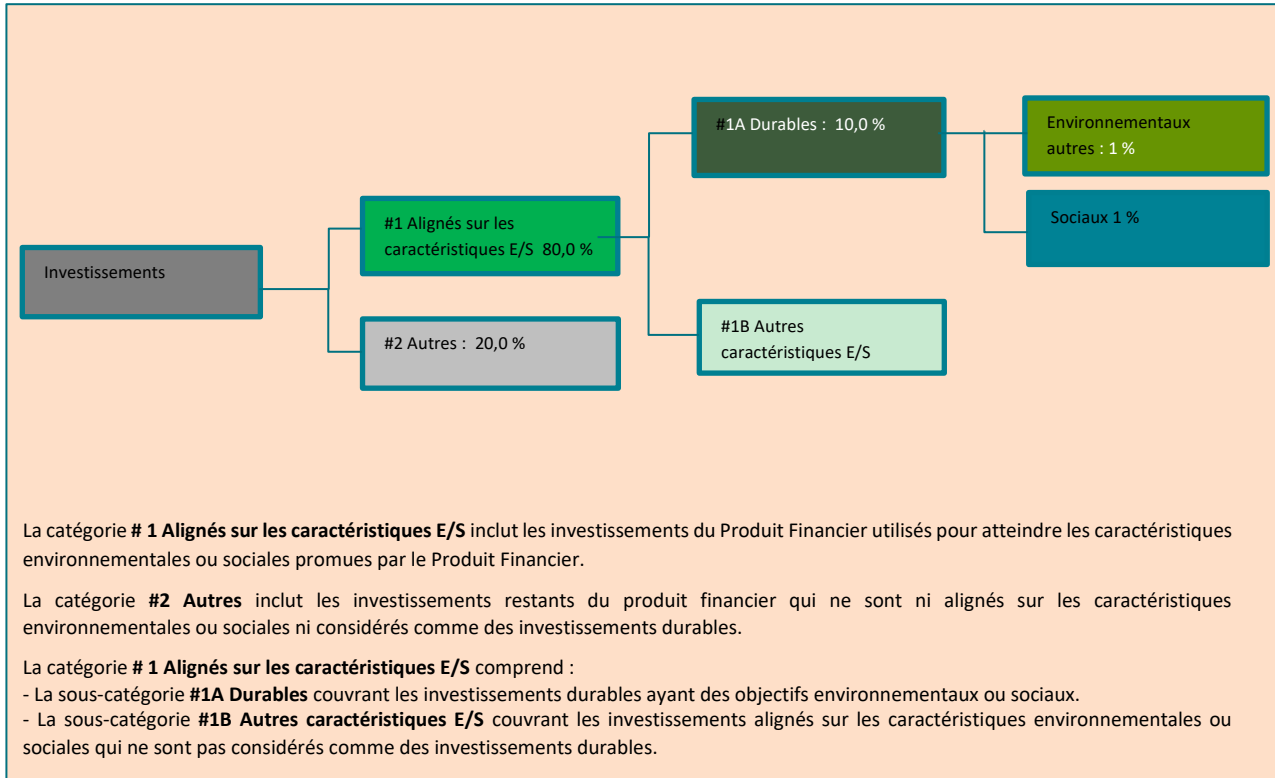 #1A Durables : 10,0 %
Environnementaux
autres : 1 %
#1 Alignés sur les
caractéristiques E/S 80,0 %
Sociaux 1 %
Investissements
#2 Autres : 20,0 %
#1B Autres
caractéristiques E/S
La catégorie # 1 Alignés sur les caractéristiques E/S inclut les investissements du Produit Financier utilisés pour atteindre les caractéristiques
environnementales ou sociales promues par le Produit Financier.
La catégorie #2 Autres inclut les investissements restants du produit financier qui ne sont ni alignés sur les caractéristiques
environnementales ou sociales ni considérés comme des investissements durables.
La catégorie # 1 Alignés sur les caractéristiques E/S comprend :
- La sous-catégorie #1A Durables couvrant les investissements durables ayant des objectifs environnementaux ou sociaux.
- La sous-catégorie #1B Autres caractéristiques E/S couvrant les investissements alignés sur les caractéristiques environnementales ou
sociales qui ne sont pas considérés comme des investissements durables.